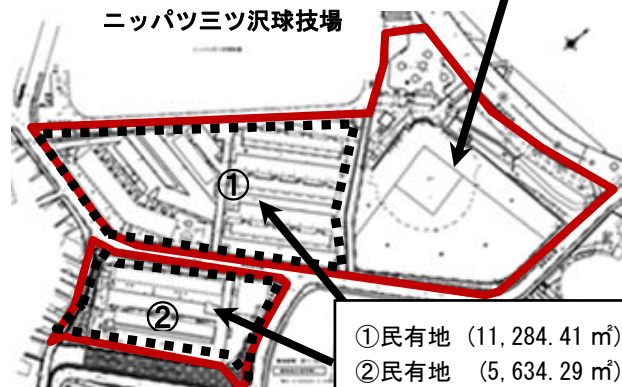 ニッパツ三ツ沢球技場
①
②
①民有地 (11,284.41 ㎡)
②民有地 (5,634.29 ㎡)